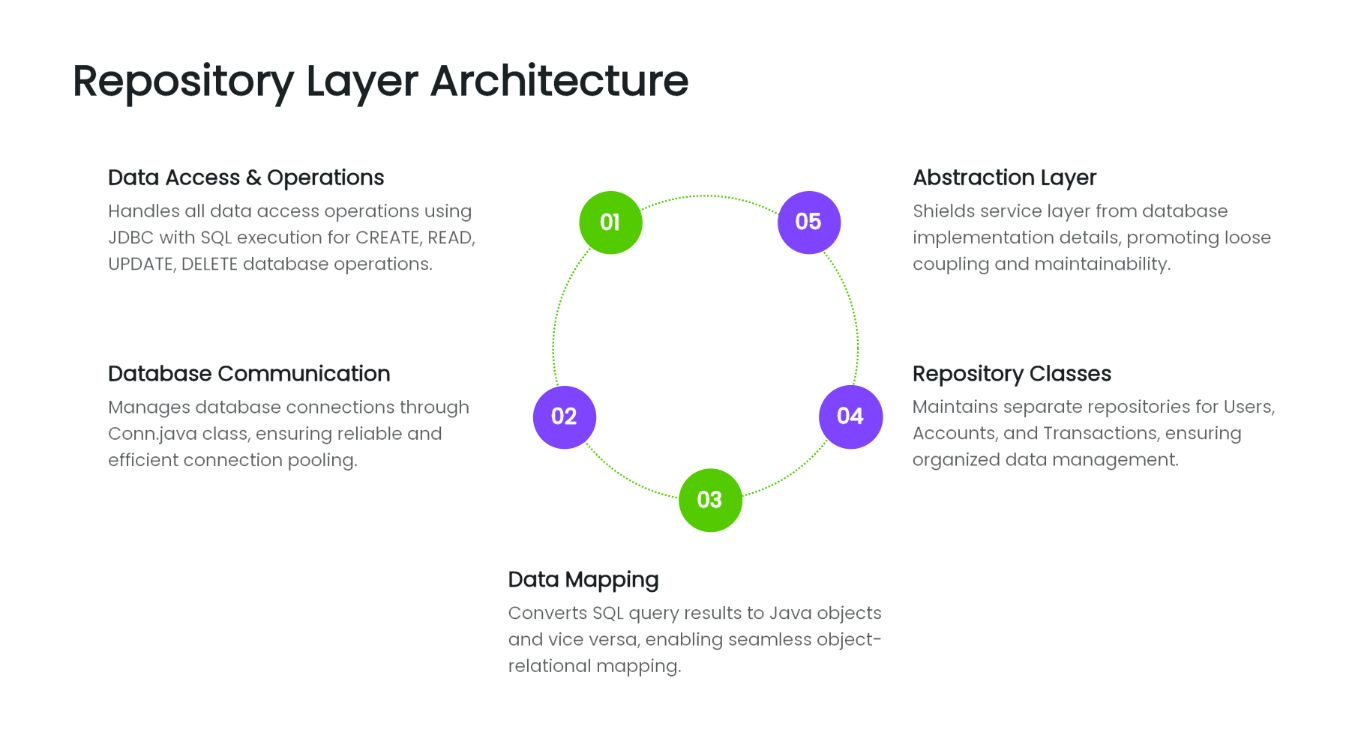 Repository Layer Architecture
01
Data Access & Operations
Handles all data access operations using
JDBC with SQL execution for CREATE, READ,
UPDATE, DELETE database operations.
02
Database Communication
Manages database connections through
Conn.java class, ensuring reliable and
efficient connection pooling.
03
Data Mapping
Converts SQL query results to Java objects
and vice versa, enabling seamless object-
relational mapping.
04
Repository Classes
Maintains separate repositories for Users,
Accounts, and Transactions, ensuring
organized data management.
05
Abstraction Layer
Shields service layer from database
implementation details, promoting loose
coupling and maintainability.